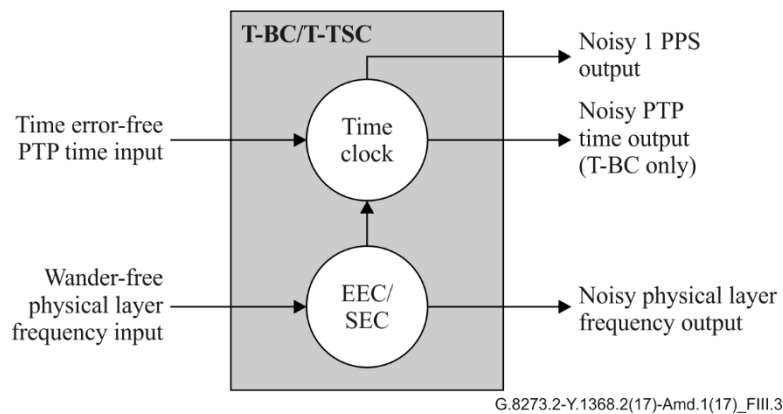 T-BC/T-TSC
Noisy 1 PPS
output
Time error-free
PTP time input
Time
clock
Noisy PTP
time output
(T-BC only)
Wander-free
physical layer
frequency input
EEC/
SEC
Noisy physical layer
frequency output
G.8273.2-Y.1368.2(17)-Amd.1(17)_FIII.3